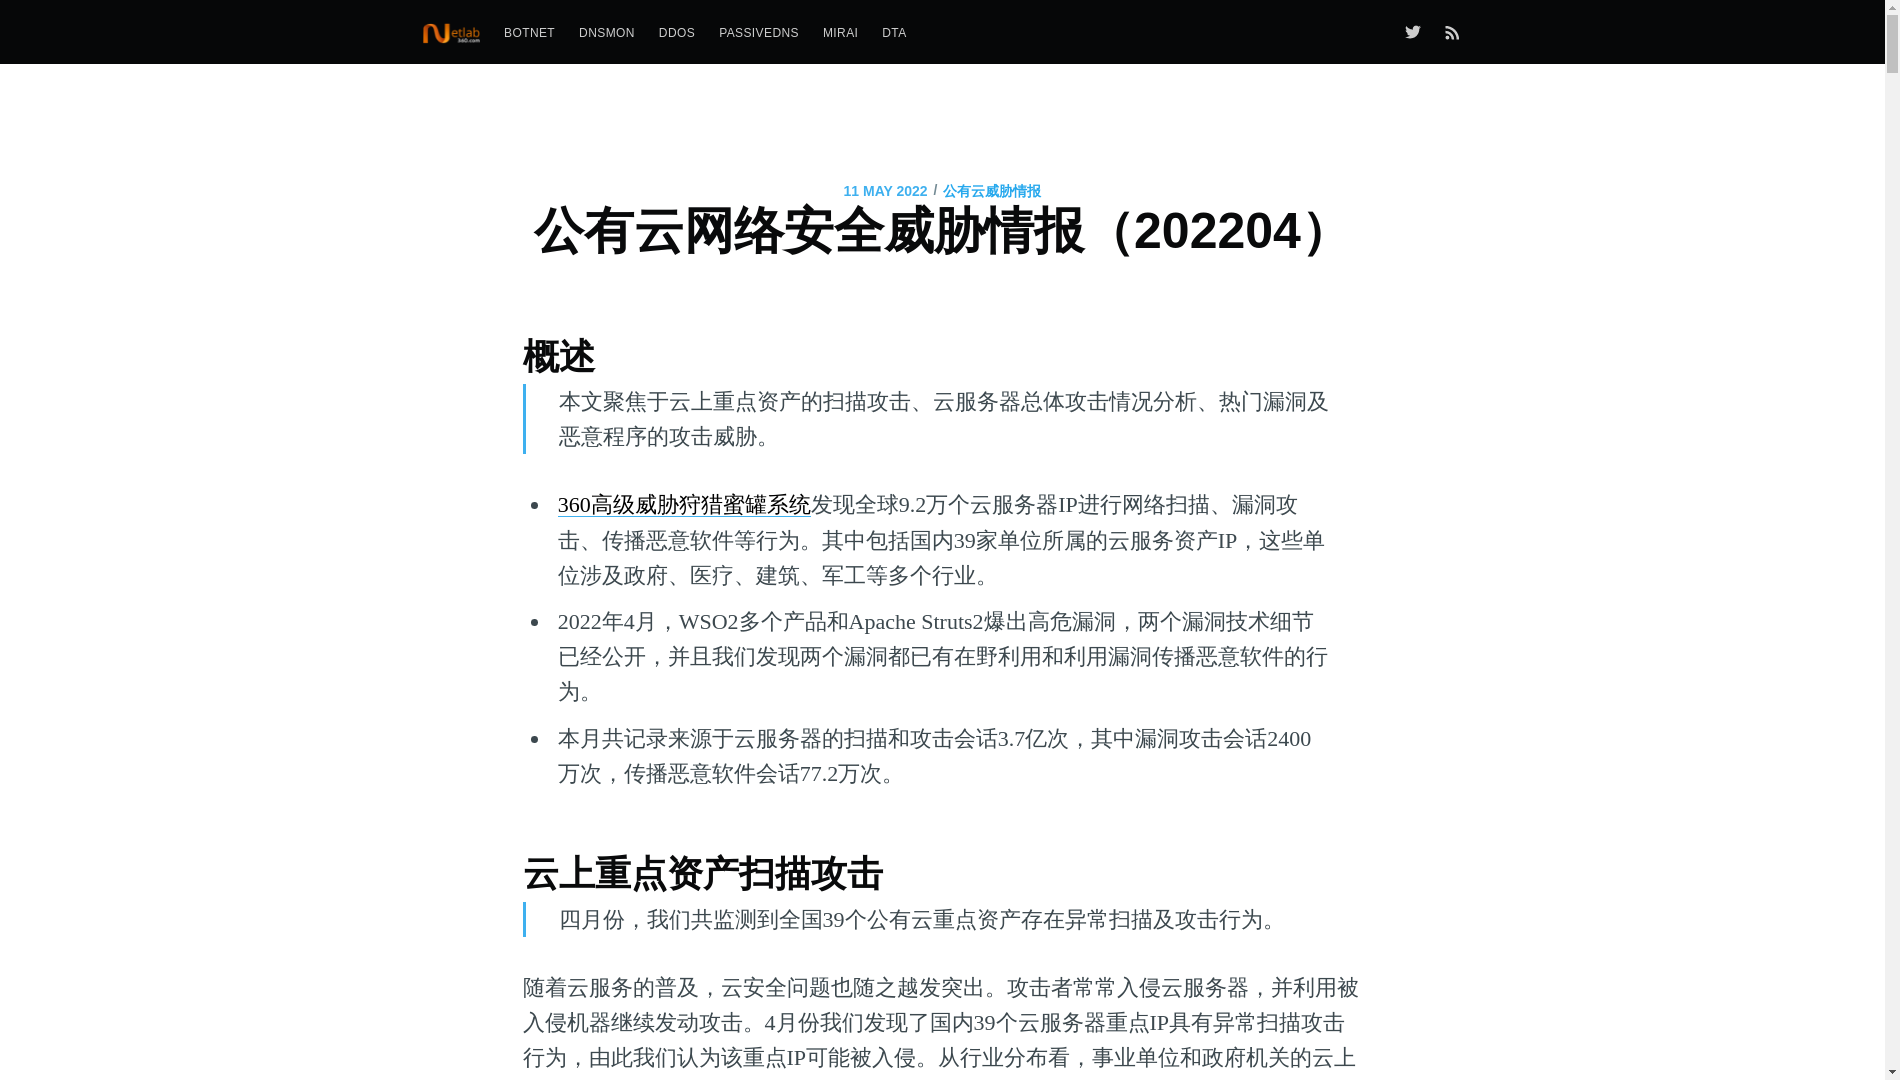 Netlab 360.com BOTNET DNSMON DDOS PASSIVEDNS MIRAI DTA
11 MAY 2022 / 公有云威胁情报
公有云网络安全威胁情报（202204）
概述
本文聚焦于云上重点资产的扫描攻击、云服务器总体攻击情况分析、热门漏洞及
恶意程序的攻击威胁。
360高级威胁狩猎蜜罐系统发现全球9.2万个云服务器IP进行网络扫描、漏洞攻
击、传播恶意软件等行为。其中包括国内39家单位所属的云服务资产IP，这些单
位涉及政府、医疗、建筑、军工等多个行业。
2022年4月，WSO2多个产品和Apache Struts2爆出高危漏洞，两个漏洞技术细节
已经公开，并且我们发现两个漏洞都已有在野利用和利用漏洞传播恶意软件的行
为。
本月共记录来源于云服务器的扫描和攻击会话3.7亿次，其中漏洞攻击会话2400
万次，传播恶意软件会话77.2万次。
云上重点资产扫描攻击
四月份，我们共监测到全国39个公有云重点资产存在异常扫描及攻击行为。
随着云服务的普及，云安全问题也随之越发突出。攻击者常常入侵云服务器，并利用被
入侵机器继续发动攻击。4月份我们发现了国内39个云服务器重点IP具有异常扫描攻击
行为，由此我们认为该重点IP可能被入侵。从行业分布看，事业单位和政府机关的云上